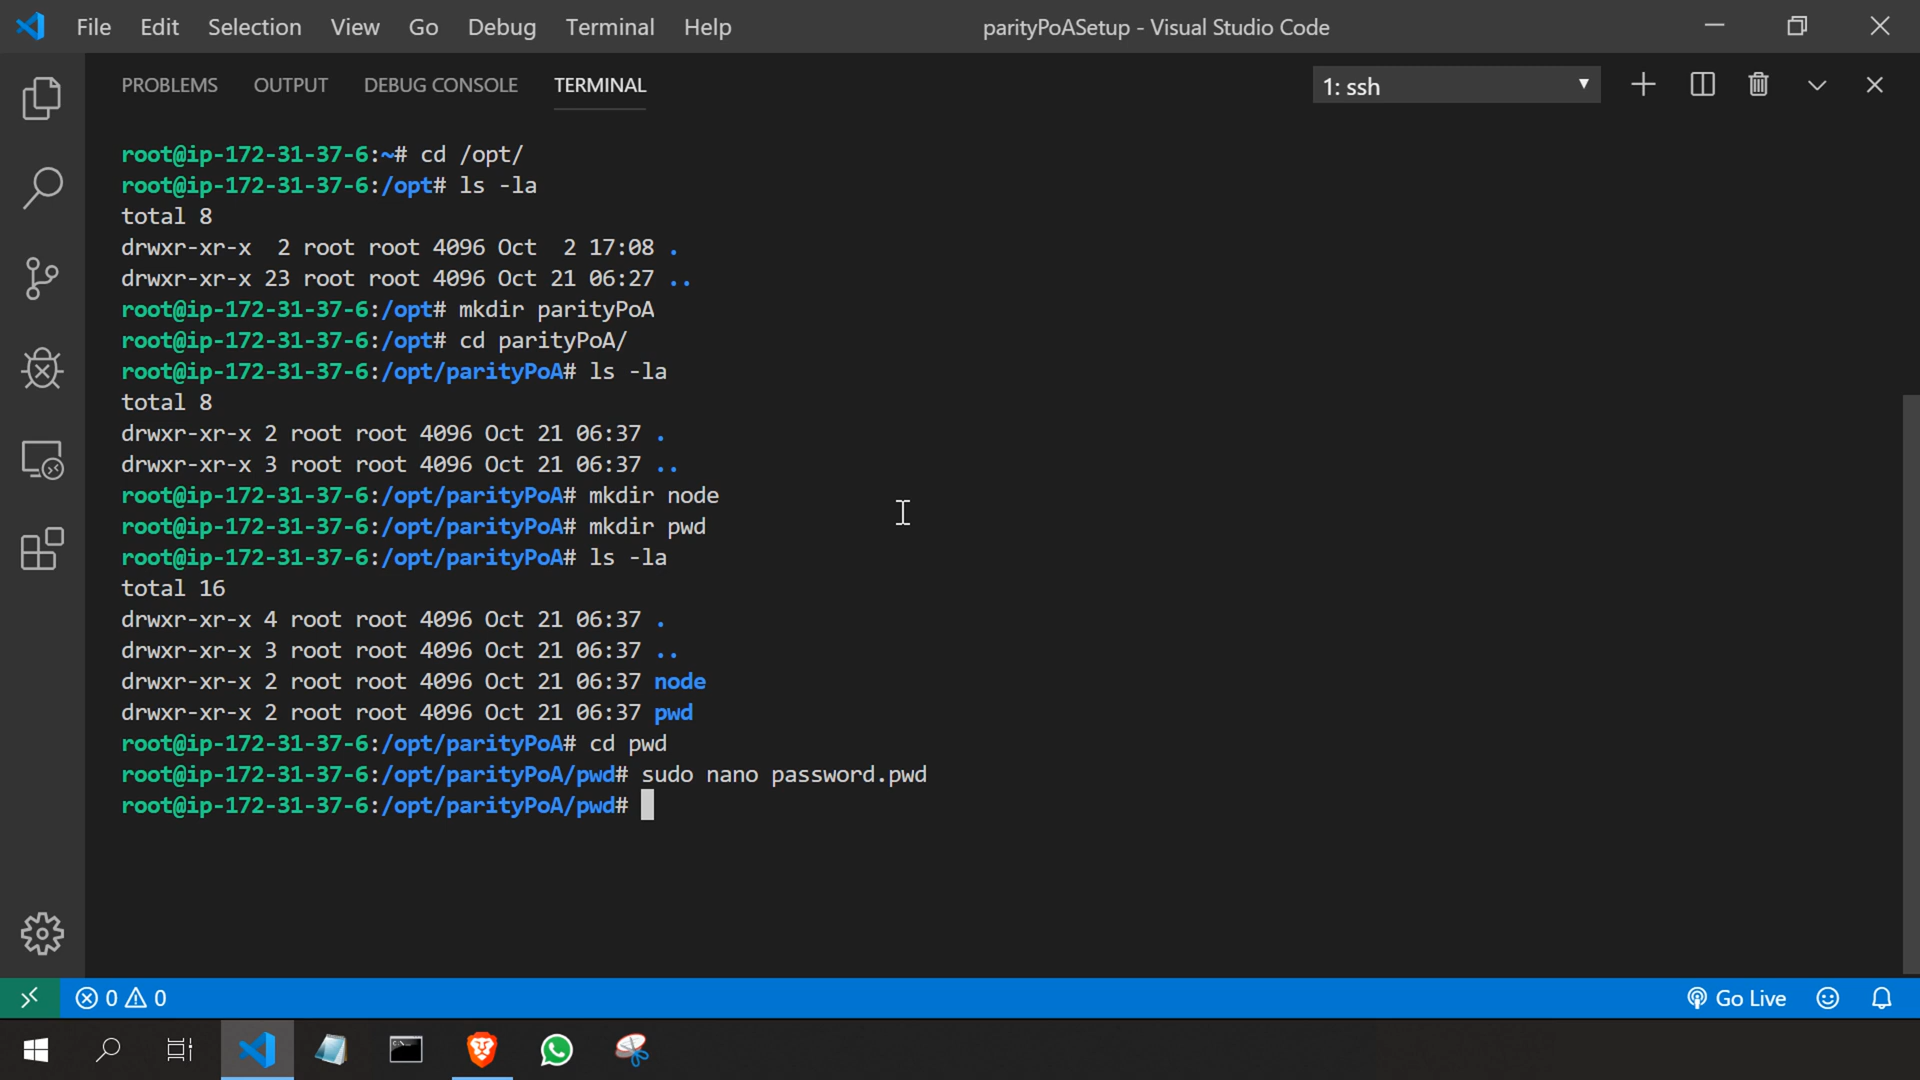 File Edit Selection View Go Debug Terminal Help parityPoASetup - Visual Studio Code
PROBLEMS OUTPUT DEBUG CONSOLE TERMINAL 1: ssh
root@ip-172-31-37-6:~# cd /opt/
root@ip-172-31-37-6:/opt# ls -la
total 8
drwxr-xr-x  2 root root 4096 Oct  2 17:08 .
drwxr-xr-x 23 root root 4096 Oct 21 06:27 ..
root@ip-172-31-37-6:/opt# mkdir parityPoA
root@ip-172-31-37-6:/opt# cd parityPoA/
root@ip-172-31-37-6:/opt/parityPoA# ls -la
total 8
drwxr-xr-x 2 root root 4096 Oct 21 06:37 .
drwxr-xr-x 3 root root 4096 Oct 21 06:37 ..
root@ip-172-31-37-6:/opt/parityPoA# mkdir node
root@ip-172-31-37-6:/opt/parityPoA# mkdir pwd
root@ip-172-31-37-6:/opt/parityPoA# ls -la
total 16
drwxr-xr-x 4 root root 4096 Oct 21 06:37 .
drwxr-xr-x 3 root root 4096 Oct 21 06:37 ..
drwxr-xr-x 2 root root 4096 Oct 21 06:37 node
drwxr-xr-x 2 root root 4096 Oct 21 06:37 pwd
root@ip-172-31-37-6:/opt/parityPoA# cd pwd
root@ip-172-31-37-6:/opt/parityPoA/pwd# sudo nano password.pwd
root@ip-172-31-37-6:/opt/parityPoA/pwd#
0 0 Go Live